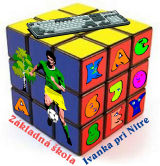 K A C
Základná škola
Ivanka pri Nitre